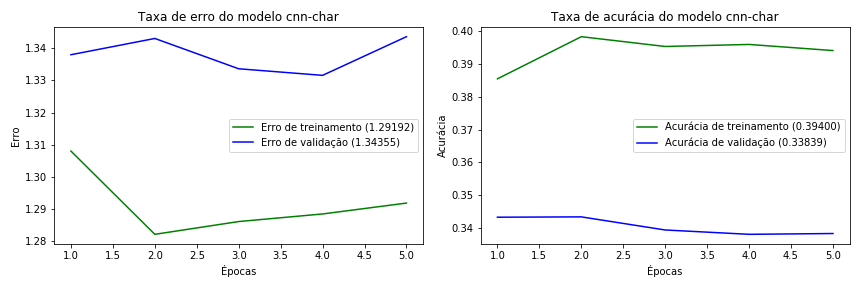 Taxa de erro do modelo cnn-char
Erro
1.34
1.33
1.32
1.31
1.30
1.29
1.28
Erro de treinamento (1.29192)
Erro de validação (1.34355)
1.0 1.5 2.0 2.5 3.0 3.5 4.0 4.5 5.0
Épocas
Taxa de acurácia do modelo cnn-char
Acurácia
0.40
0.39
0.38
0.37
0.36
0.35
0.34
Acurácia de treinamento (0.39400)
Acurácia de validação (0.33839)
1.0 1.5 2.0 2.5 3.0 3.5 4.0 4.5 5.0
Épocas